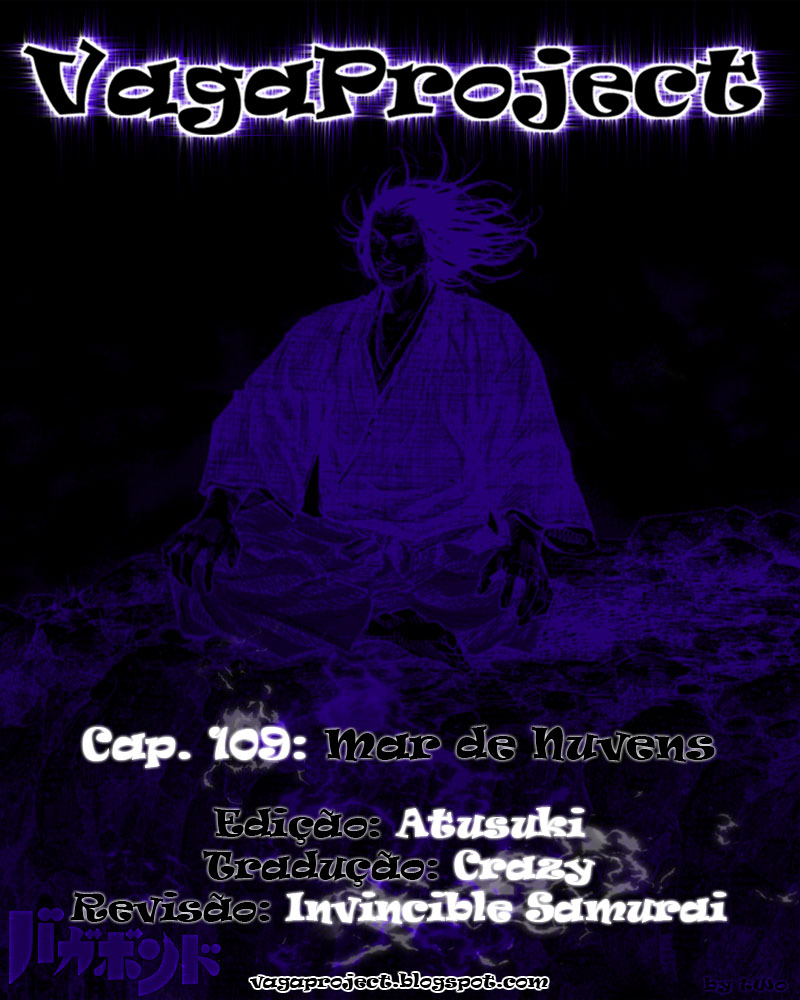 VagaProject
Cap. 109: Mar de Nuvens
Edição: Atusuki
Tradução: Crazy
Revisão: Invincible Samurai
バガボンド
vagaproject.blogspot.com